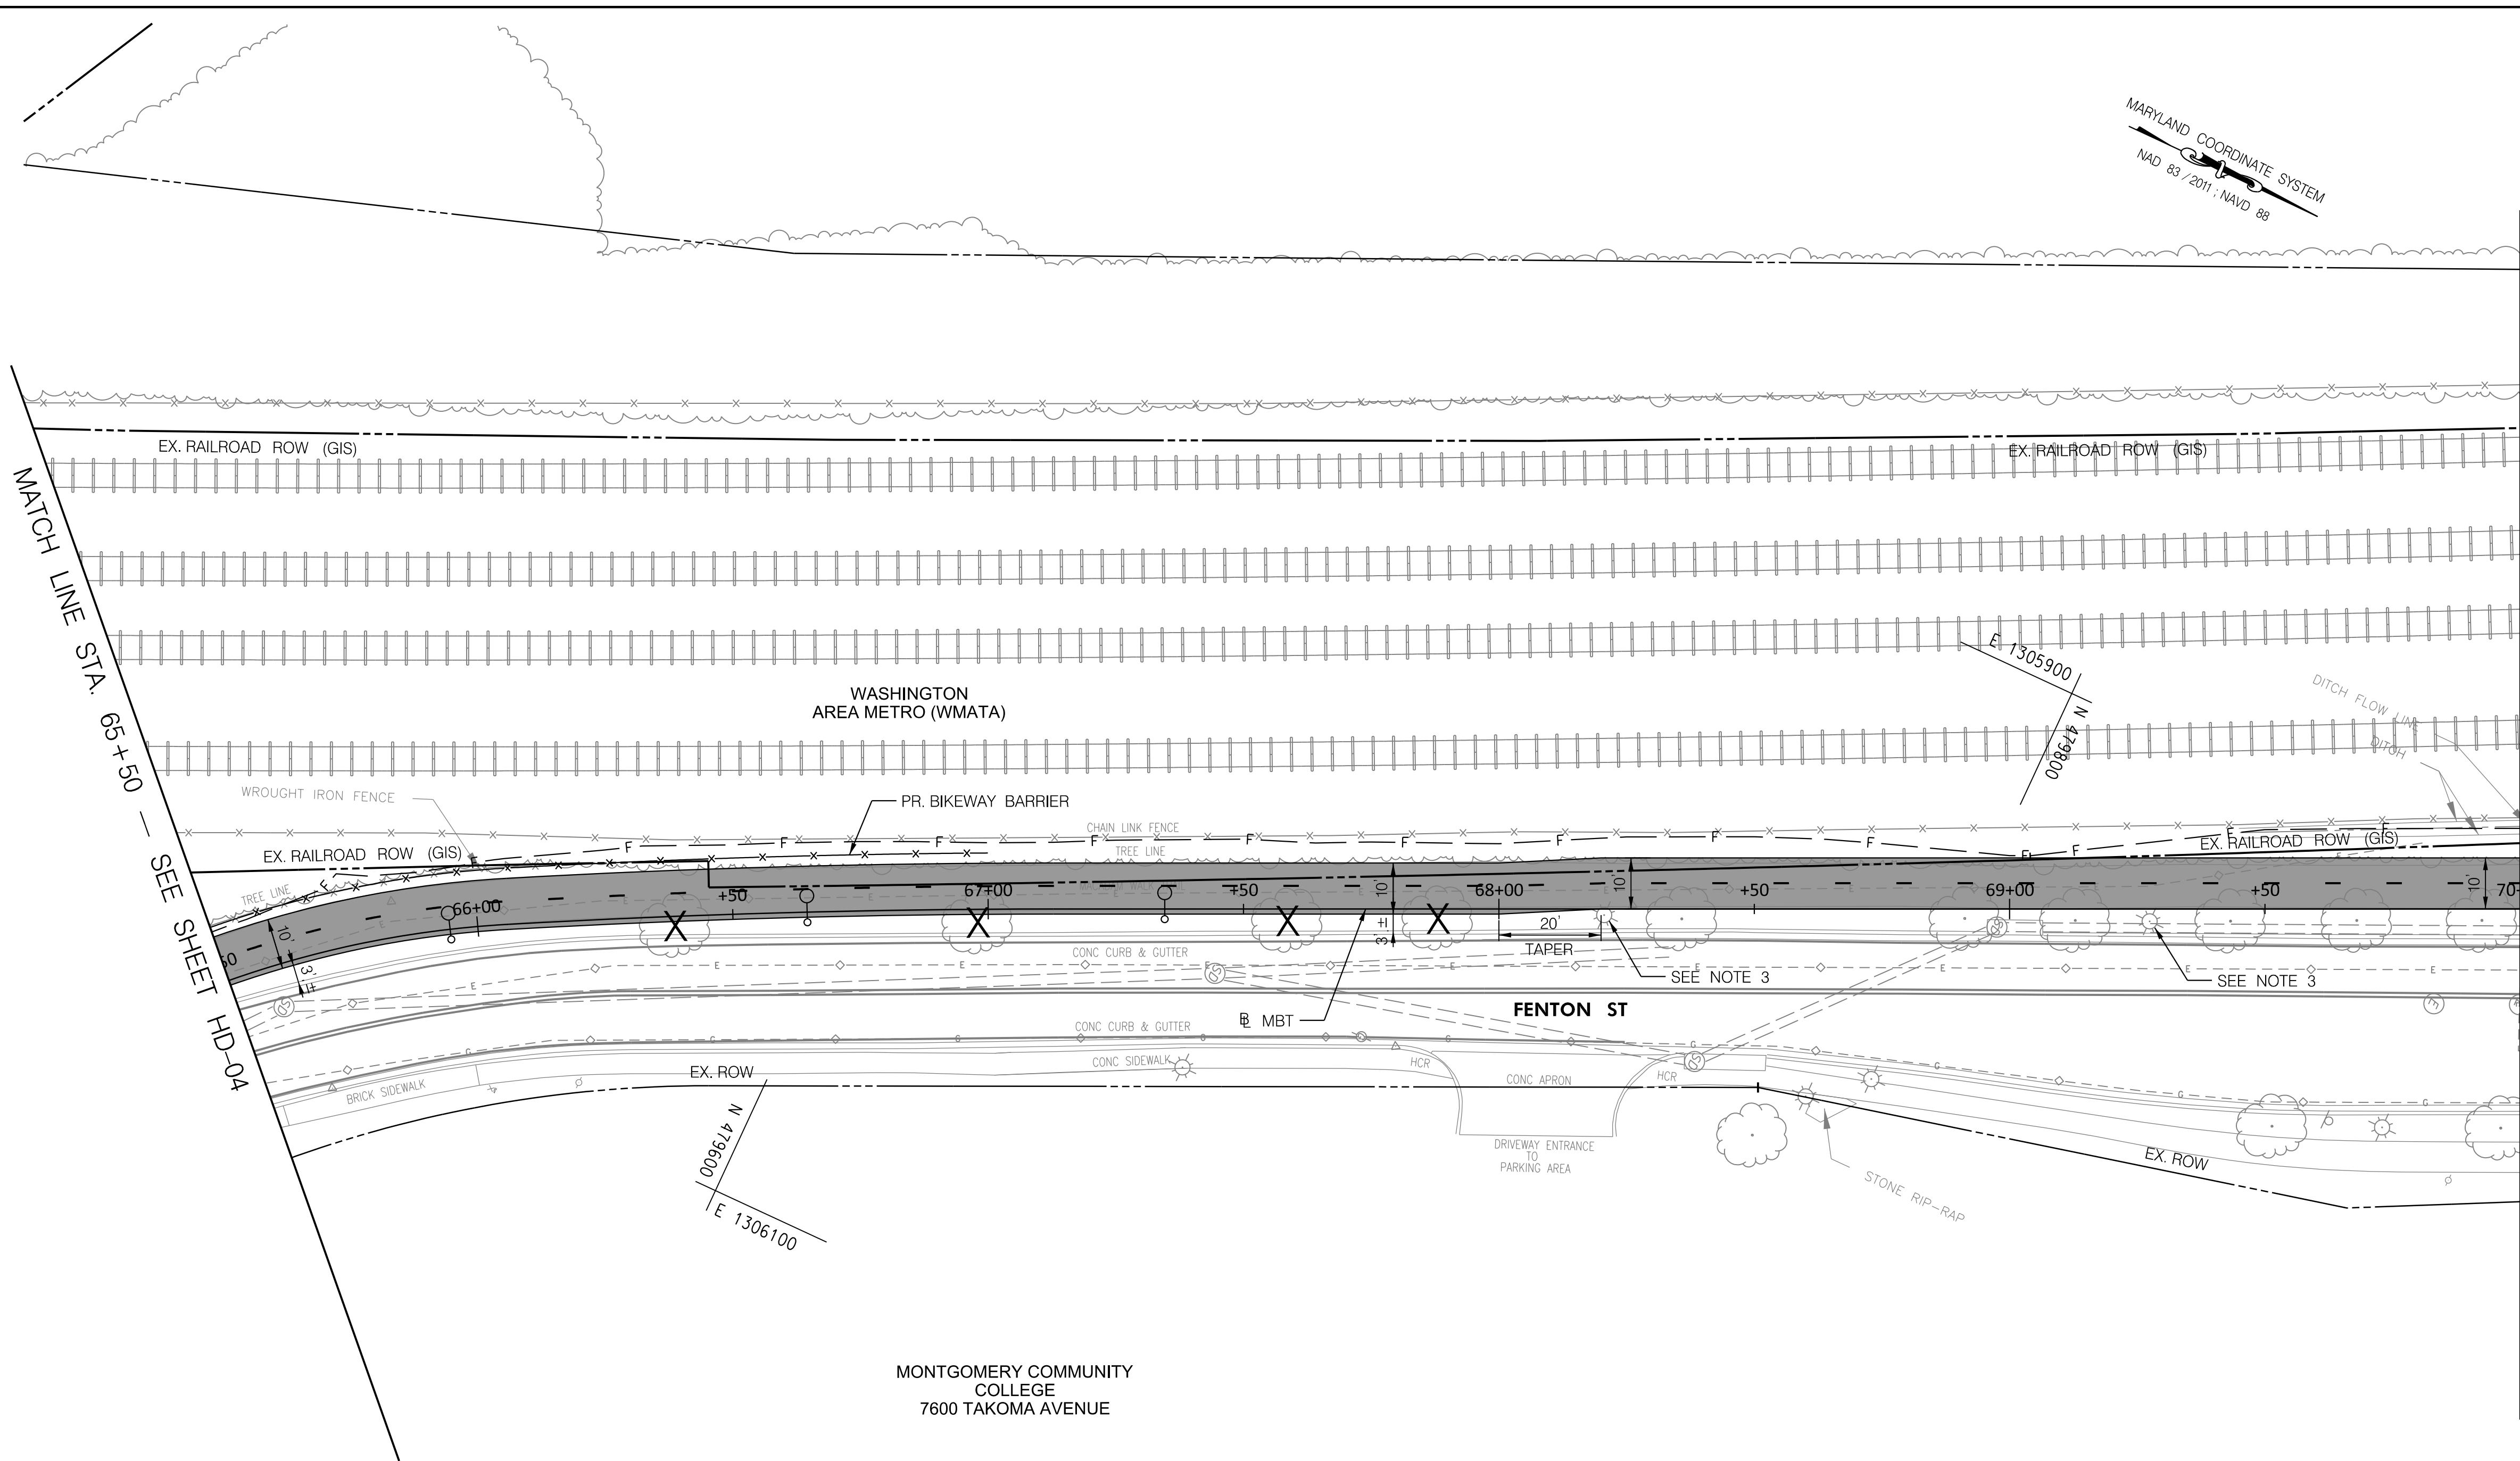 MARYLAND COORDINATE SYSTEM
NAD 83 / 2011 ; NAVD 88
EX. RAILROAD ROW (GIS)
EX. RAILROAD ROW (GIS)
MATCH LINE STA. 65+50 — SEE SHEET HD-04
E 1305900
N 479800
WASHINGTON
AREA METRO (WMATA)
DITCH FLOW LINE
DITCH
WROUGHT IRON FENCE
PR. BIKEWAY BARRIER
CHAIN LINK FENCE
TREE LINE
EX. RAILROAD ROW (GIS)
EX. RAILROAD ROW (GIS)
TREE LINE
50
66+00
+50
67+00
+50
68+00
+50
69+00
+50
70
10'
3' ±
10'
3' ±
10'
10'
20'
TAPER
CONC CURB & GUTTER
SEE NOTE 3
SEE NOTE 3
FENTON ST
BL MBT
CONC CURB & GUTTER
CONC SIDEWALK
HCR
HCR
CONC APRON
EX. ROW
BRICK SIDEWALK
N 479600
E 1306100
DRIVEWAY ENTRANCE
TO
PARKING AREA
STONE RIP-RAP
EX. ROW
MONTGOMERY COMMUNITY
COLLEGE
7600 TAKOMA AVENUE